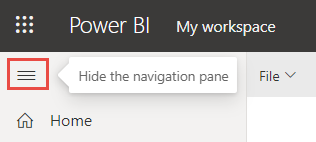 Power BI My workspace
Hide the navigation pane
File
Home